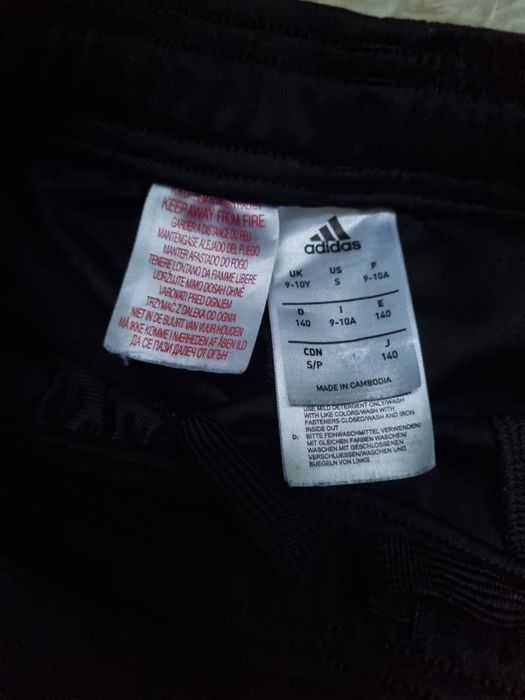 KEEP AWAY FROM FIRE
GARDER À DISTANCE DU FEU
MANTENGASE ALEJADO DEL FUEGO
MANTER AFASTADO DO FOGO
TENERE LONTANO DA FIAMME LIBERE
UDRŽUJTE MIMO DOSAH OHNĚ
VAROVATI PRED OGNJEM
TRZYMAĆ Z DALEKA OD OGNIA
NIET IN DE BUURT VAN VUUR HOUDEN
MÅ IKKE KOMME I NÆRHEDEN AF ÅBEN ILD
ДА СЕ ПАЗИ ДАЛЕЧ ОТ ОГЪН
adidas
UK US F
9-10Y S 9-10A
D I E
140 9-10A 140
CDN J
S/P 140
MADE IN CAMBODIA
USE MILD DETERGENT ONLY/WASH
WITH LIKE COLORS/WASH WITH
FASTENERS CLOSED/WASH AND IRON
INSIDE OUT
D: BITTE FEINWASCHMITTEL VERWENDEN/
MIT GLEICHEN FARBEN WASCHEN/
WASCHEN MIT GESCHLOSSENEN
VERSCHLUESSEN/WASCHEN UND
BUEGELN VON LINKS.